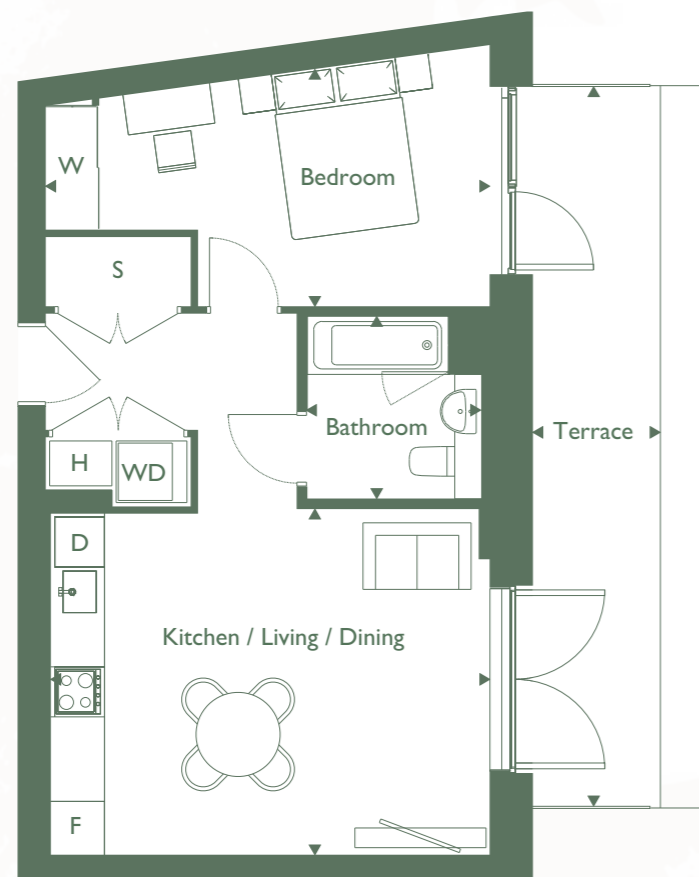 W
Bedroom
S
Bathroom
Terrace
H
WD
D
Kitchen / Living / Dining
F